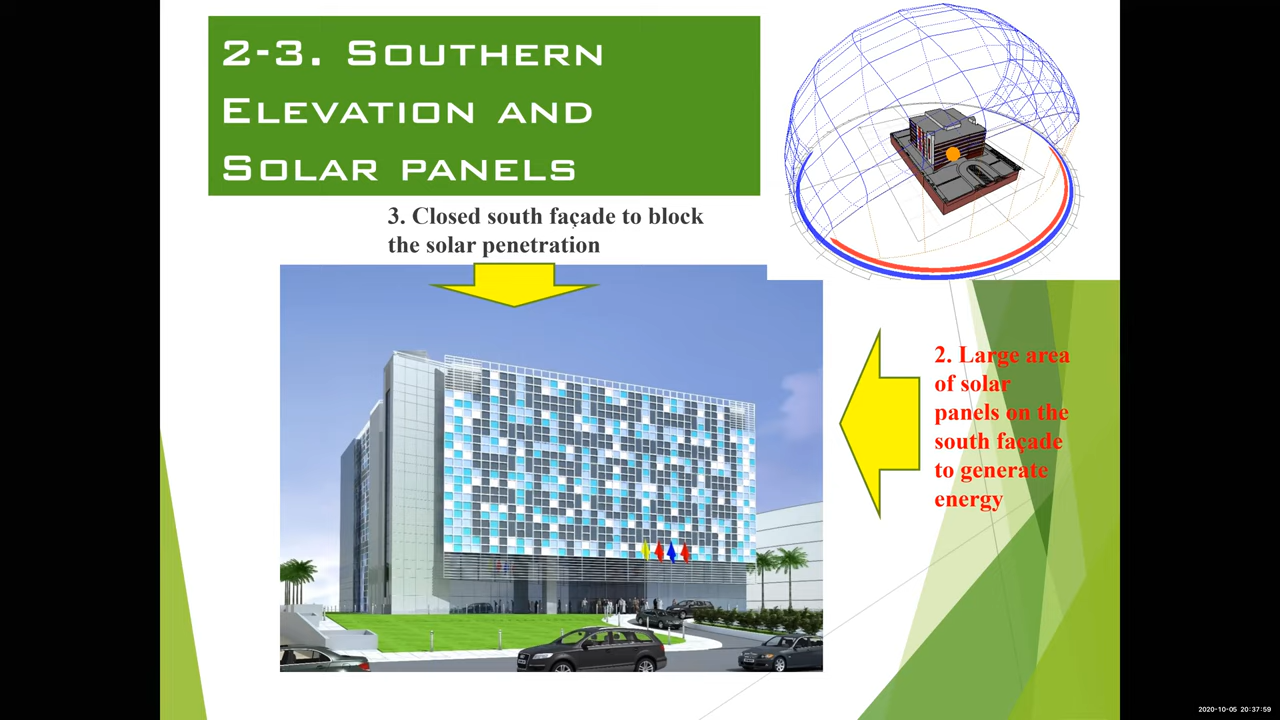 2-3. Southern
Elevation and
Solar panels
3. Closed south façade to block
the solar penetration
2. Large area
of solar
panels on the
south façade
to generate
energy
2020-10-05 20:37:59